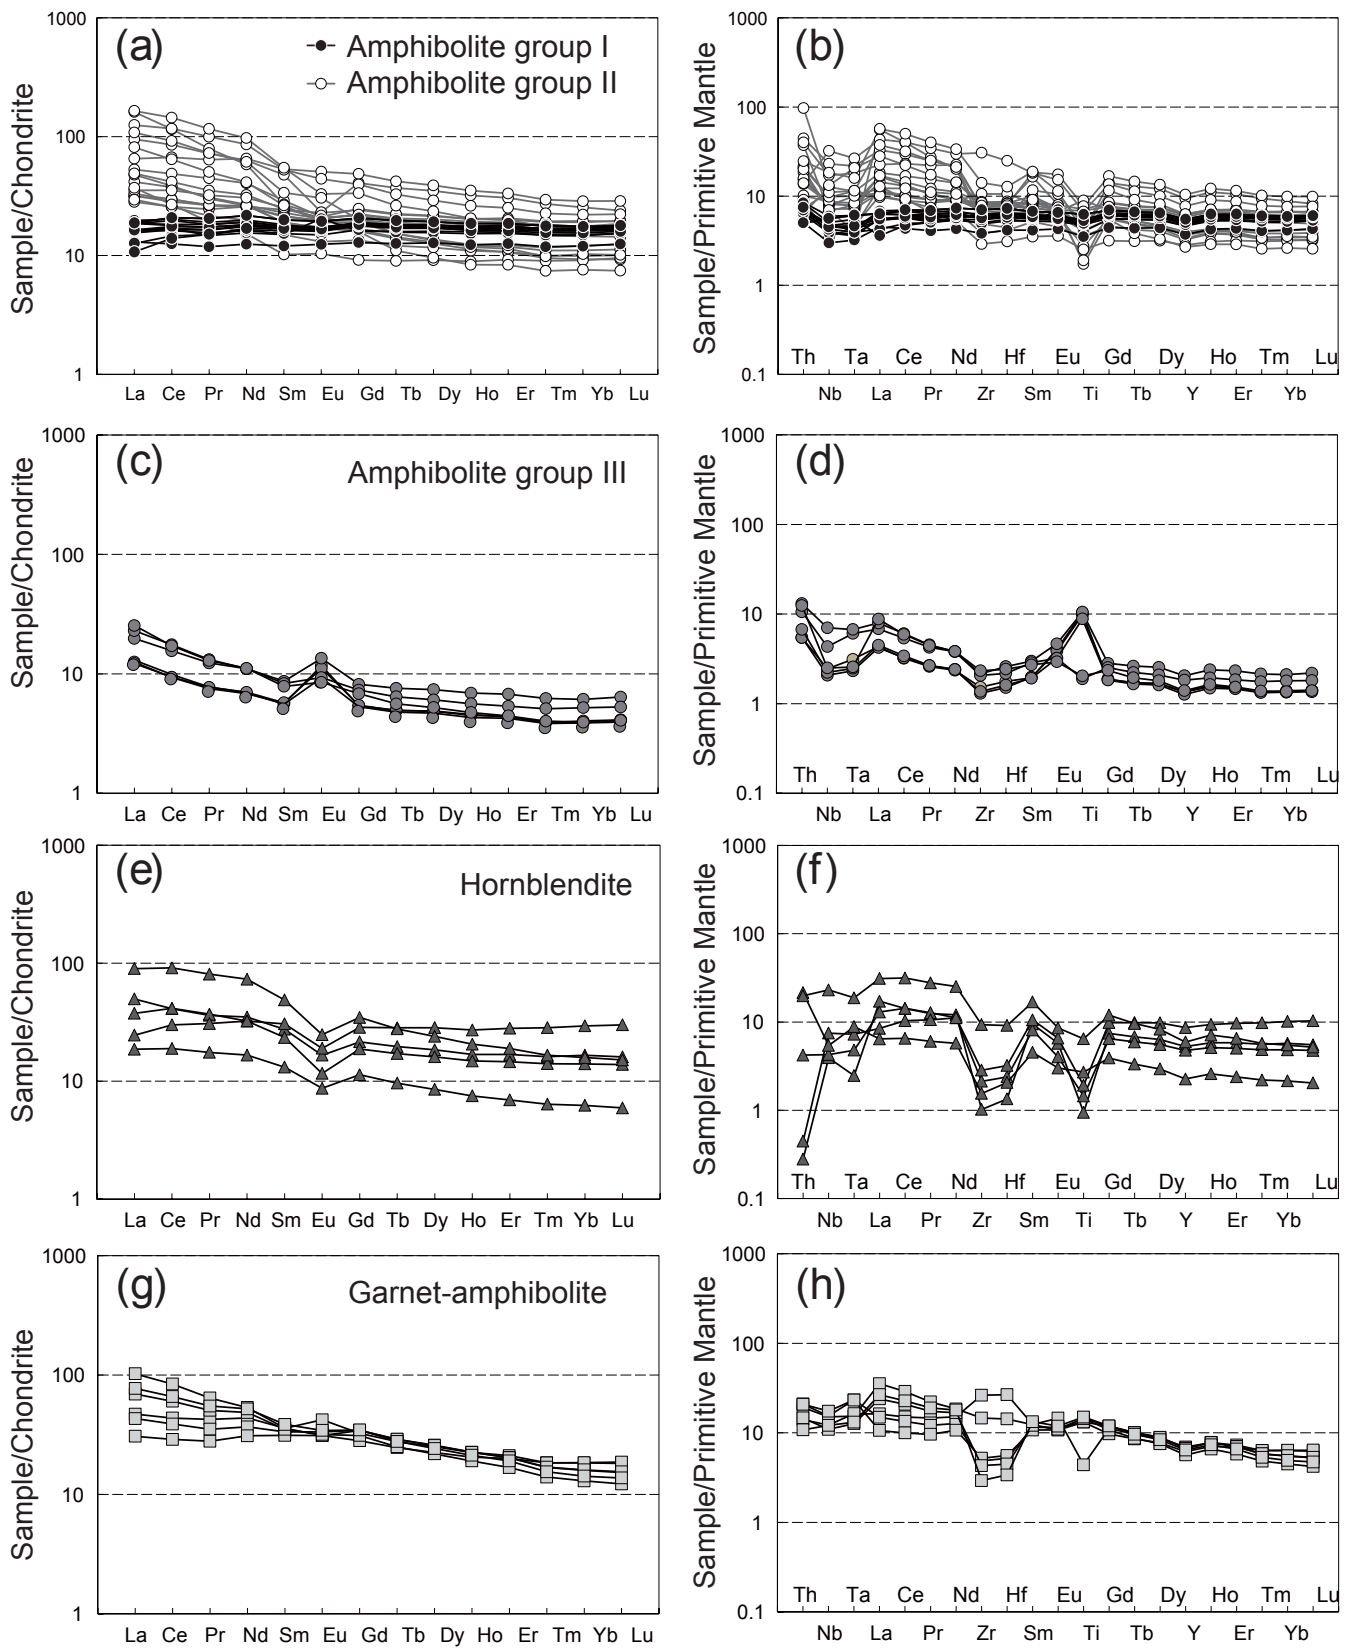 (a)
Amphibolite group I
Amphibolite group II
Sample/Chondrite
1000
100
10
1
La Ce Pr Nd Sm Eu Gd Tb Dy Ho Er Tm Yb Lu
(b)
Sample/Primitive Mantle
1000
100
10
1
0.1
Th Ta Ce Nd Hf Eu Gd Dy Ho Tm Lu
Nb La Pr Zr Sm Ti Tb Y Er Yb
(c)
Amphibolite group III
Sample/Chondrite
1000
100
10
1
La Ce Pr Nd Sm Eu Gd Tb Dy Ho Er Tm Yb Lu
(d)
Sample/Primitive Mantle
1000
100
10
1
0.1
Th Ta Ce Nd Hf Eu Gd Dy Ho Tm Lu
Nb La Pr Zr Sm Ti Tb Y Er Yb
(e)
Hornblendite
Sample/Chondrite
1000
100
10
1
La Ce Pr Nd Sm Eu Gd Tb Dy Ho Er Tm Yb Lu
(f)
Sample/Primitive Mantle
1000
100
10
1
0.1
Th Ta Ce Nd Hf Eu Gd Dy Ho Tm Lu
Nb La Pr Zr Sm Ti Tb Y Er Yb
(g)
Garnet-amphibolite
Sample/Chondrite
1000
100
10
1
La Ce Pr Nd Sm Eu Gd Tb Dy Ho Er Tm Yb Lu
(h)
Sample/Primitive Mantle
1000
100
10
1
0.1
Th Ta Ce Nd Hf Eu Gd Dy Ho Tm Lu
Nb La Pr Zr Sm Ti Tb Y Er Yb